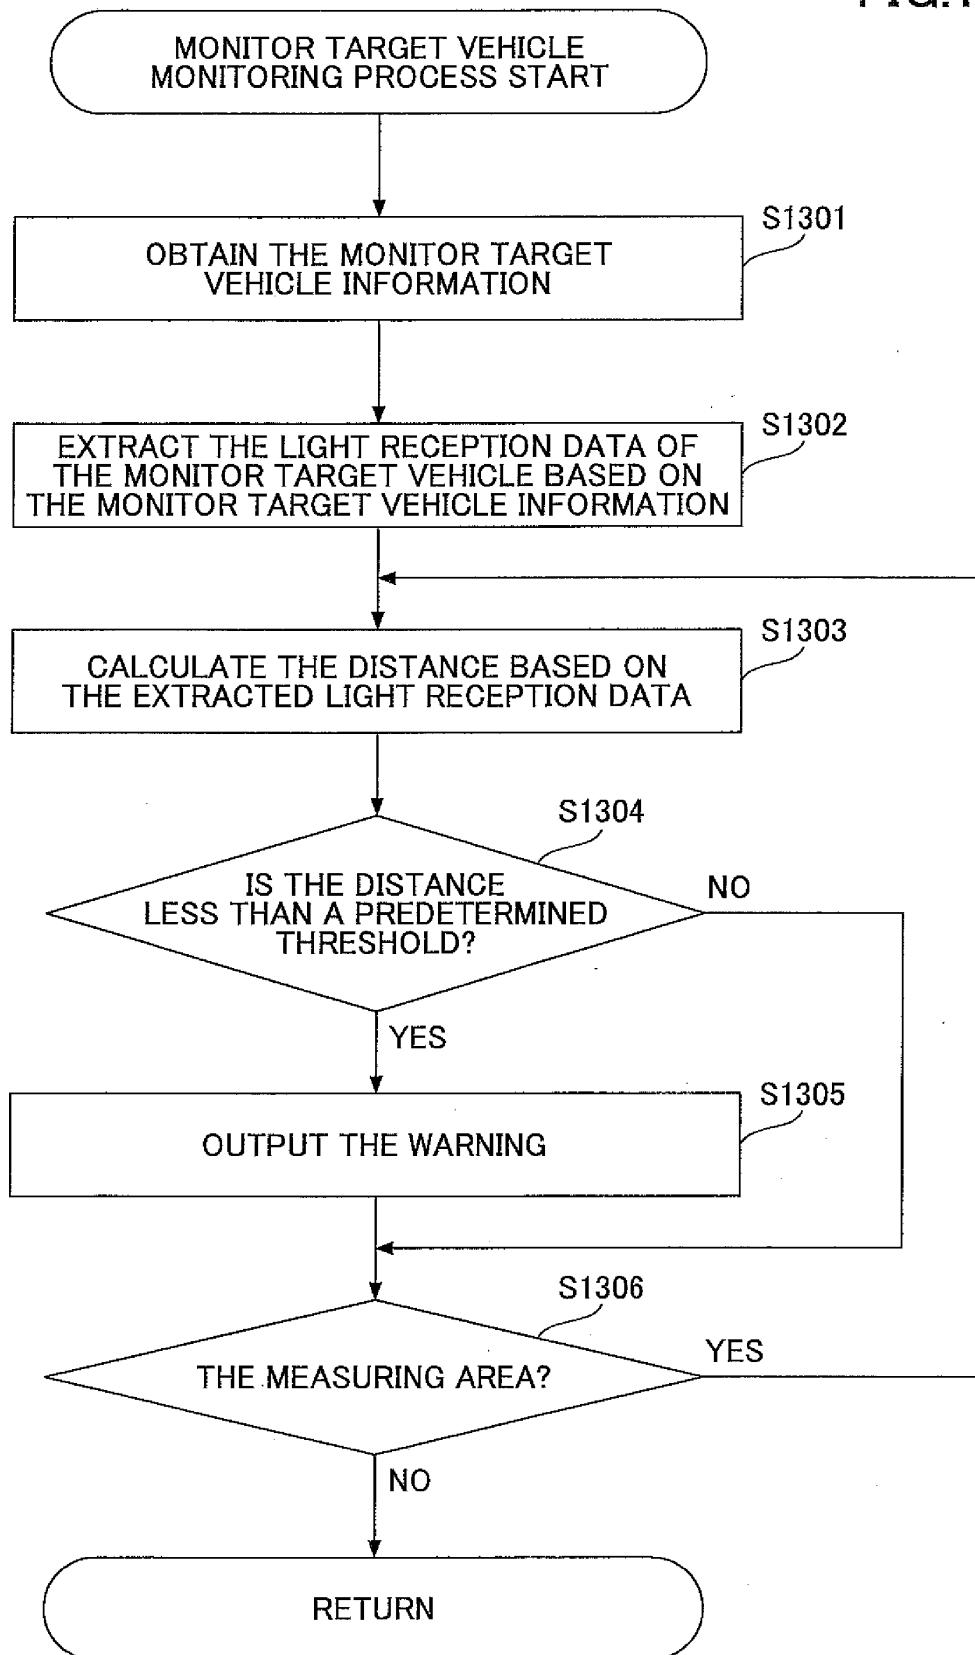 MONITOR TARGET VEHICLE
MONITORING PROCESS START
S1301
OBTAIN THE MONITOR TARGET
VEHICLE INFORMATION
S1302
EXTRACT THE LIGHT RECEPTION DATA OF
THE MONITOR TARGET VEHICLE BASED ON
THE MONITOR TARGET VEHICLE INFORMATION
S1303
CALCULATE THE DISTANCE BASED ON
THE EXTRACTED LIGHT RECEPTION DATA
S1304
IS THE DISTANCE
LESS THAN A PREDETERMINED
THRESHOLD?
NO
YES
S1305
OUTPUT THE WARNING
S1306
THE MEASURING AREA?
YES
NO
RETURN